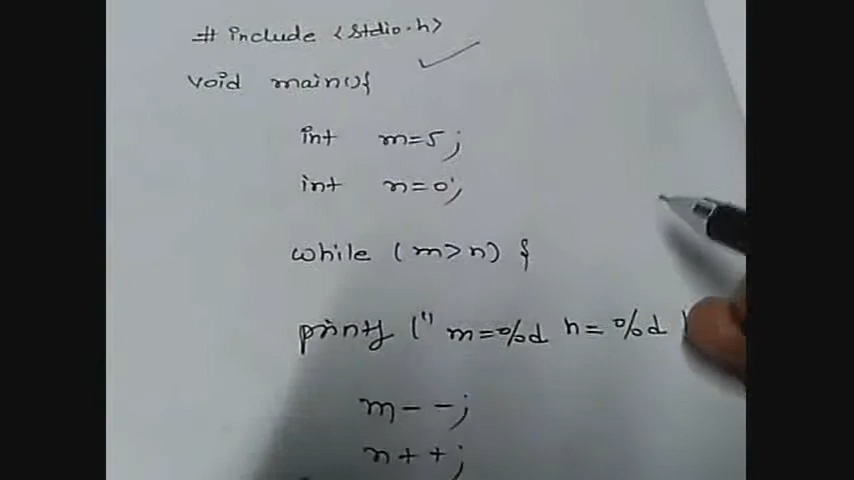 # include <stdio.h>
void main(){
int m=5;
int n=0;
while (m>n) {
printf (" m=%d n=%d
m--;
n++;